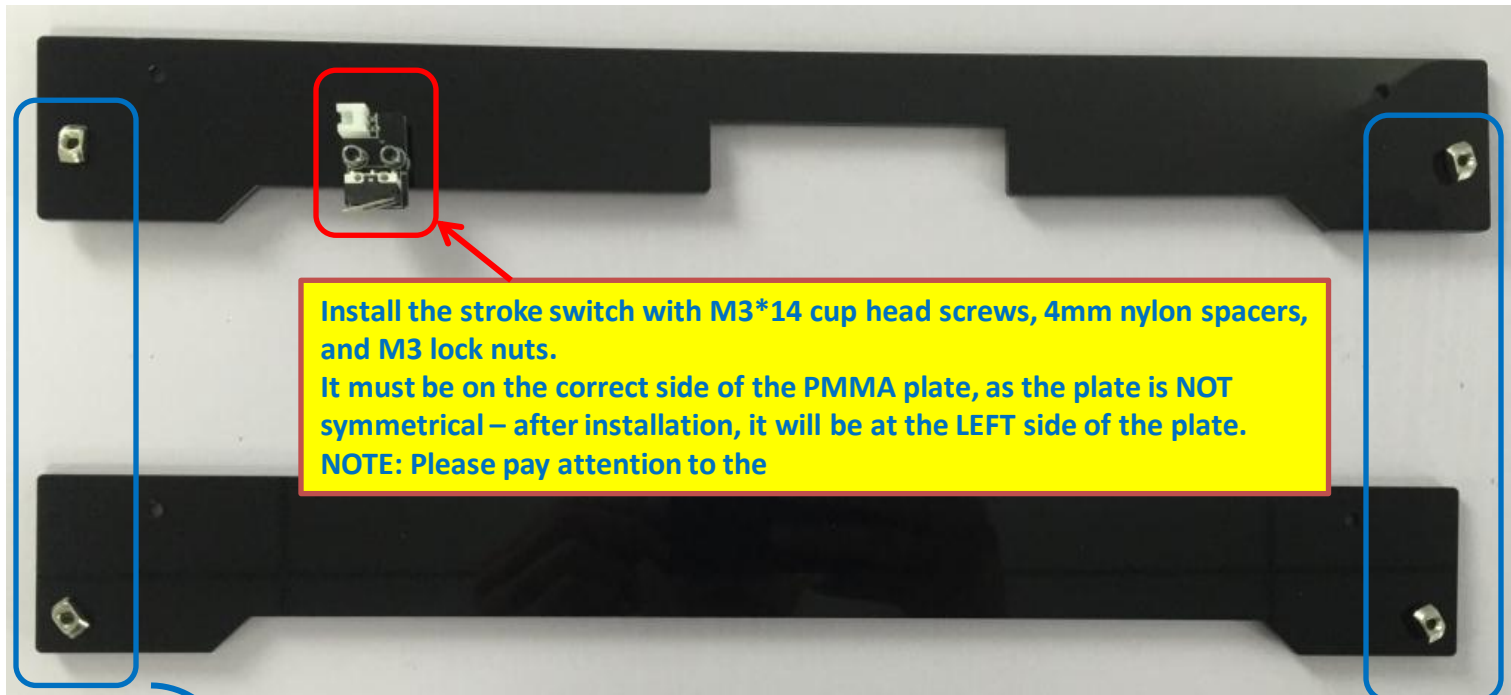 Install the stroke switch with M3*14 cup head screws, 4mm nylon spacers,
and M3 lock nuts.
It must be on the correct side of the PMMA plate, as the plate is NOT
symmetrical – after installation, it will be at the LEFT side of the plate.
NOTE: Please pay attention to the